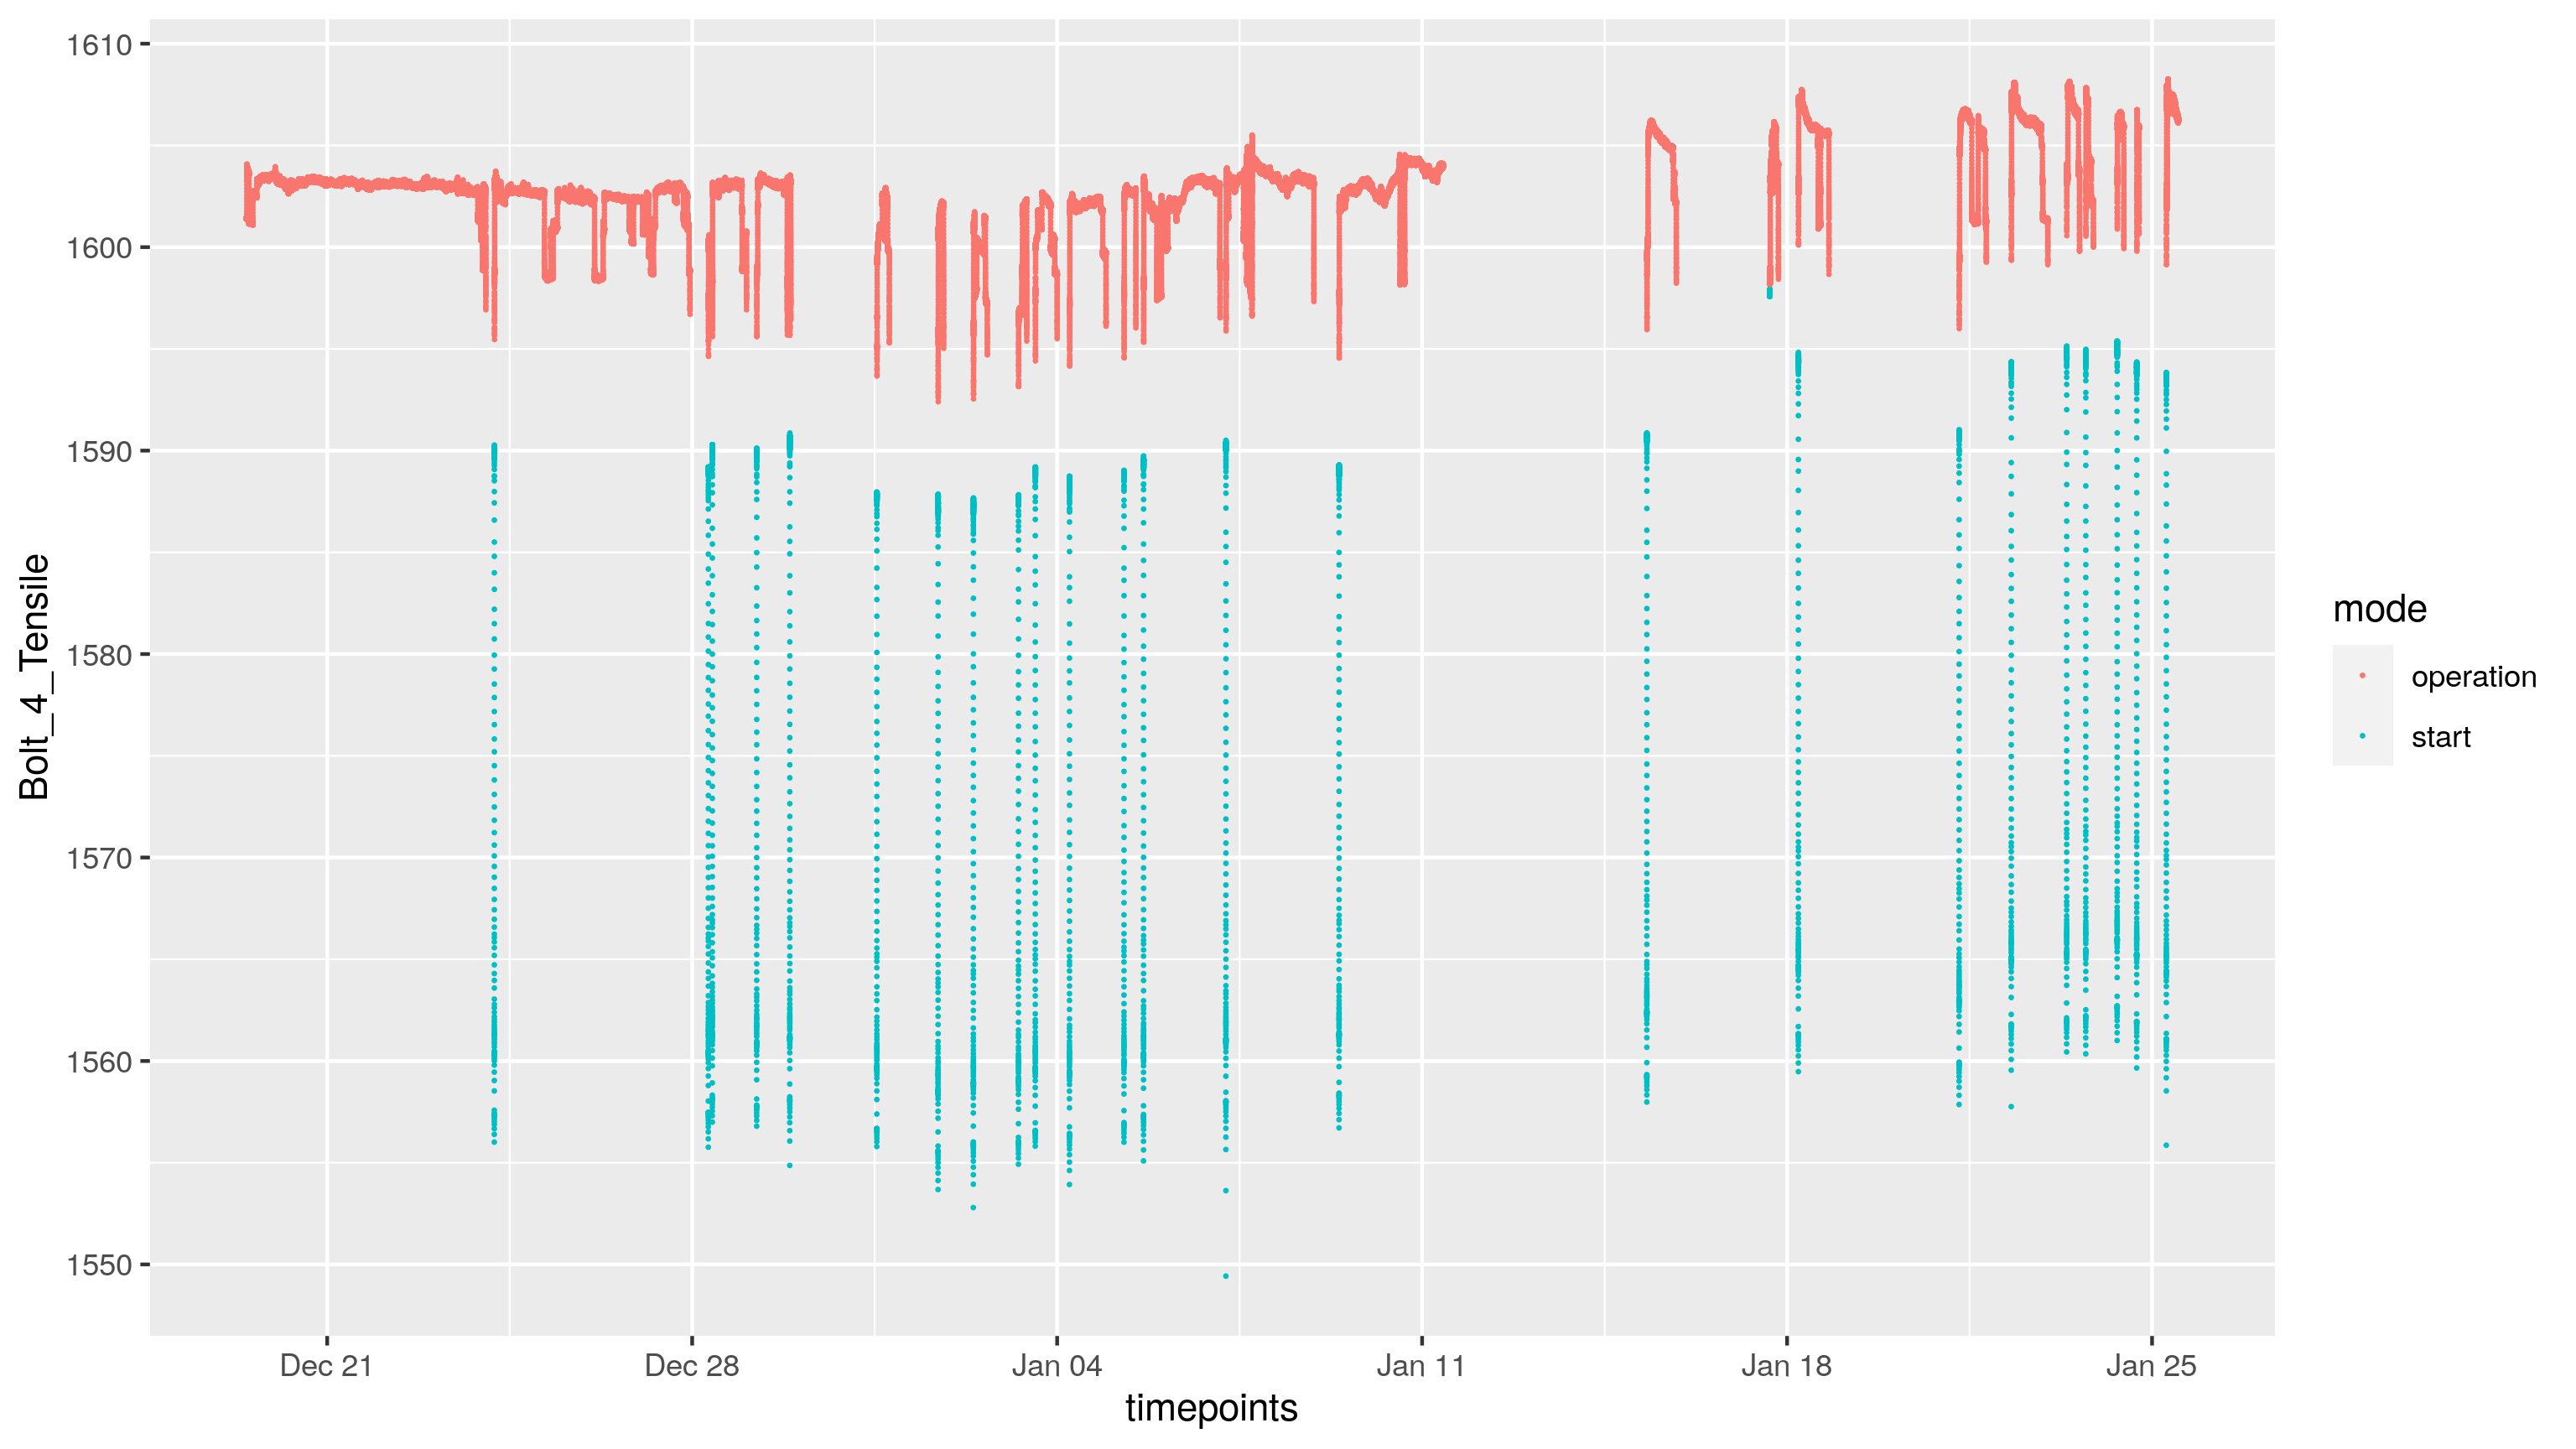 1610
1600
1590
1580
1570
1560
1550
Bolt_4_Tensile
Dec 21
Dec 28
Jan 04
Jan 11
Jan 18
Jan 25
timepoints
mode
operation
start